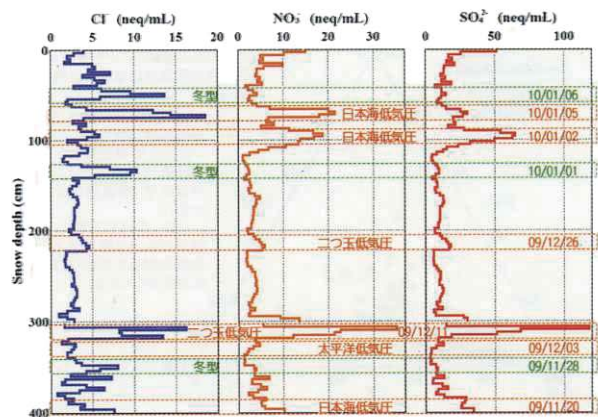 Cl⁻ (neq/mL) NO₃⁻ (neq/mL) SO₄²⁻ (neq/mL)
0 5 10 15 20 0 10 20 30 0 50 100
0
冬型 10/01/06
日本海低気圧 10/01/05
100 日本海低気圧 10/01/02
冬型 10/01/01
200
二つ玉低気圧 09/12/26
Snow depth (cm)
300
二つ玉低気圧 09/12/11
太平洋低気圧 09/12/03
冬型 09/11/28
日本海低気圧 09/11/20
400